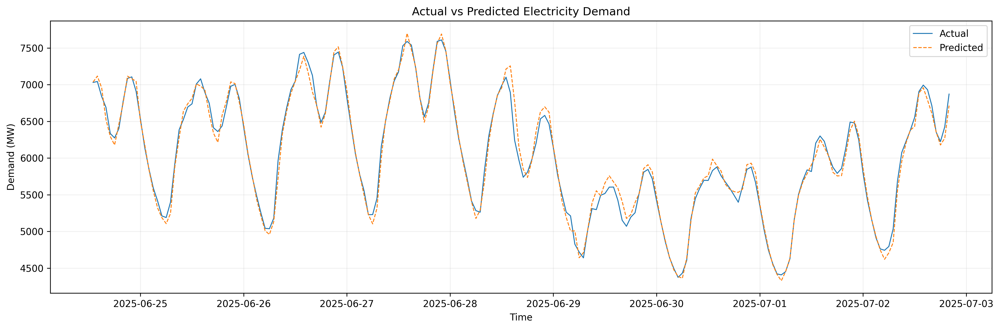 Actual vs Predicted Electricity Demand
Actual
Predicted
7500
7000
6500
6000
5500
5000
4500
Demand (MW)
2025-06-25 2025-06-26 2025-06-27 2025-06-28 2025-06-29 2025-06-30 2025-07-01 2025-07-02 2025-07-03
Time